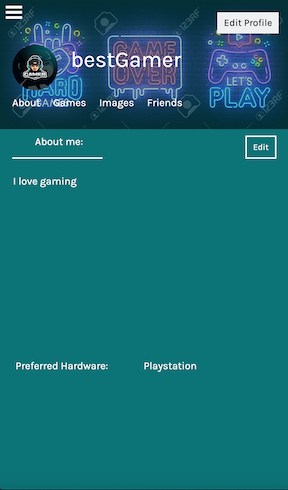 Edit Profile
123RF
HARD
GAME
OVER
LET'S
PLAY
bestGamer
GAMER
About
Games
Images
Friends
About me:
Edit
I love gaming
Preferred Hardware:
Playstation